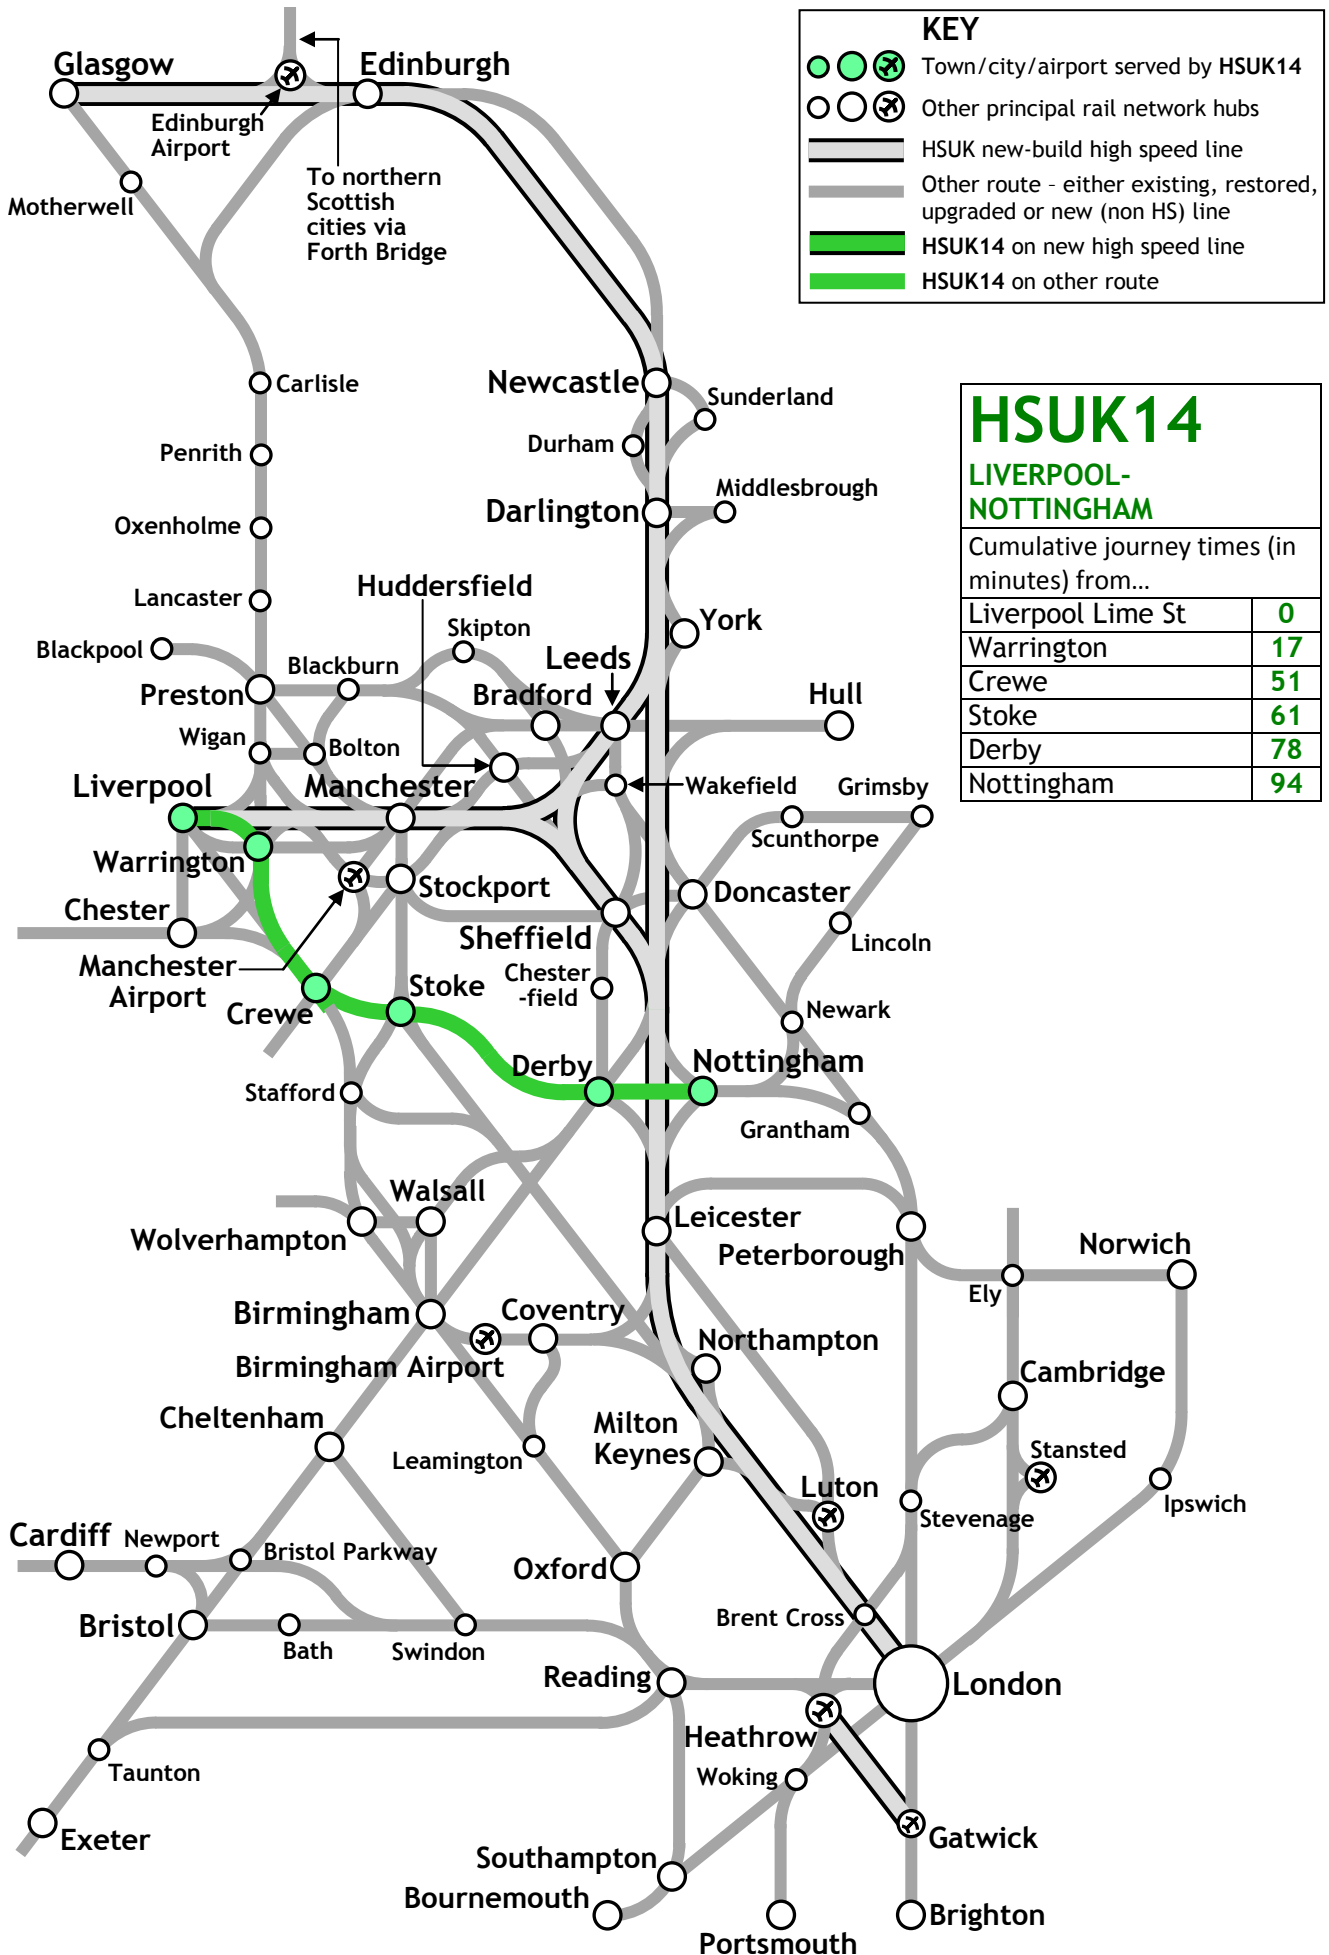 KEY
Town/city/airport served by HSUK14
Other principal rail network hubs
HSUK new-build high speed line
Other route - either existing, restored,
upgraded or new (non HS) line
HSUK14 on new high speed line
HSUK14 on other route
Glasgow
Edinburgh
Edinburgh
Airport
To northern
Scottish
cities via
Forth Bridge
Motherwell
Carlisle
Newcastle
Sunderland
Durham
Penrith
Middlesbrough
Darlington
Oxenholme
HSUK14
LIVERPOOL-
NOTTINGHAM
Cumulative journey times (in
minutes) from...
Liverpool Lime St 0
Warrington 17
Crewe 51
Stoke 61
Derby 78
Nottingham 94
Huddersfield
Lancaster
York
Skipton
Blackpool
Blackburn
Leeds
Preston
Bradford
Hull
Wigan
Bolton
Liverpool
Manchester
Wakefield
Grimsby
Scunthorpe
Warrington
Stockport
Doncaster
Chester
Sheffield
Lincoln
Manchester
Airport
Chester
-field
Stoke
Crewe
Newark
Derby
Nottingham
Stafford
Grantham
Walsall
Leicester
Wolverhampton
Peterborough
Norwich
Ely
Birmingham
Coventry
Birmingham Airport
Northampton
Cambridge
Cheltenham
Milton
Keynes
Leamington
Stansted
Luton
Ipswich
Stevenage
Cardiff
Newport
Bristol Parkway
Oxford
Bristol
Bath
Swindon
Brent Cross
Reading
London
Heathrow
Woking
Taunton
Exeter
Gatwick
Southampton
Bournemouth
Portsmouth
Brighton